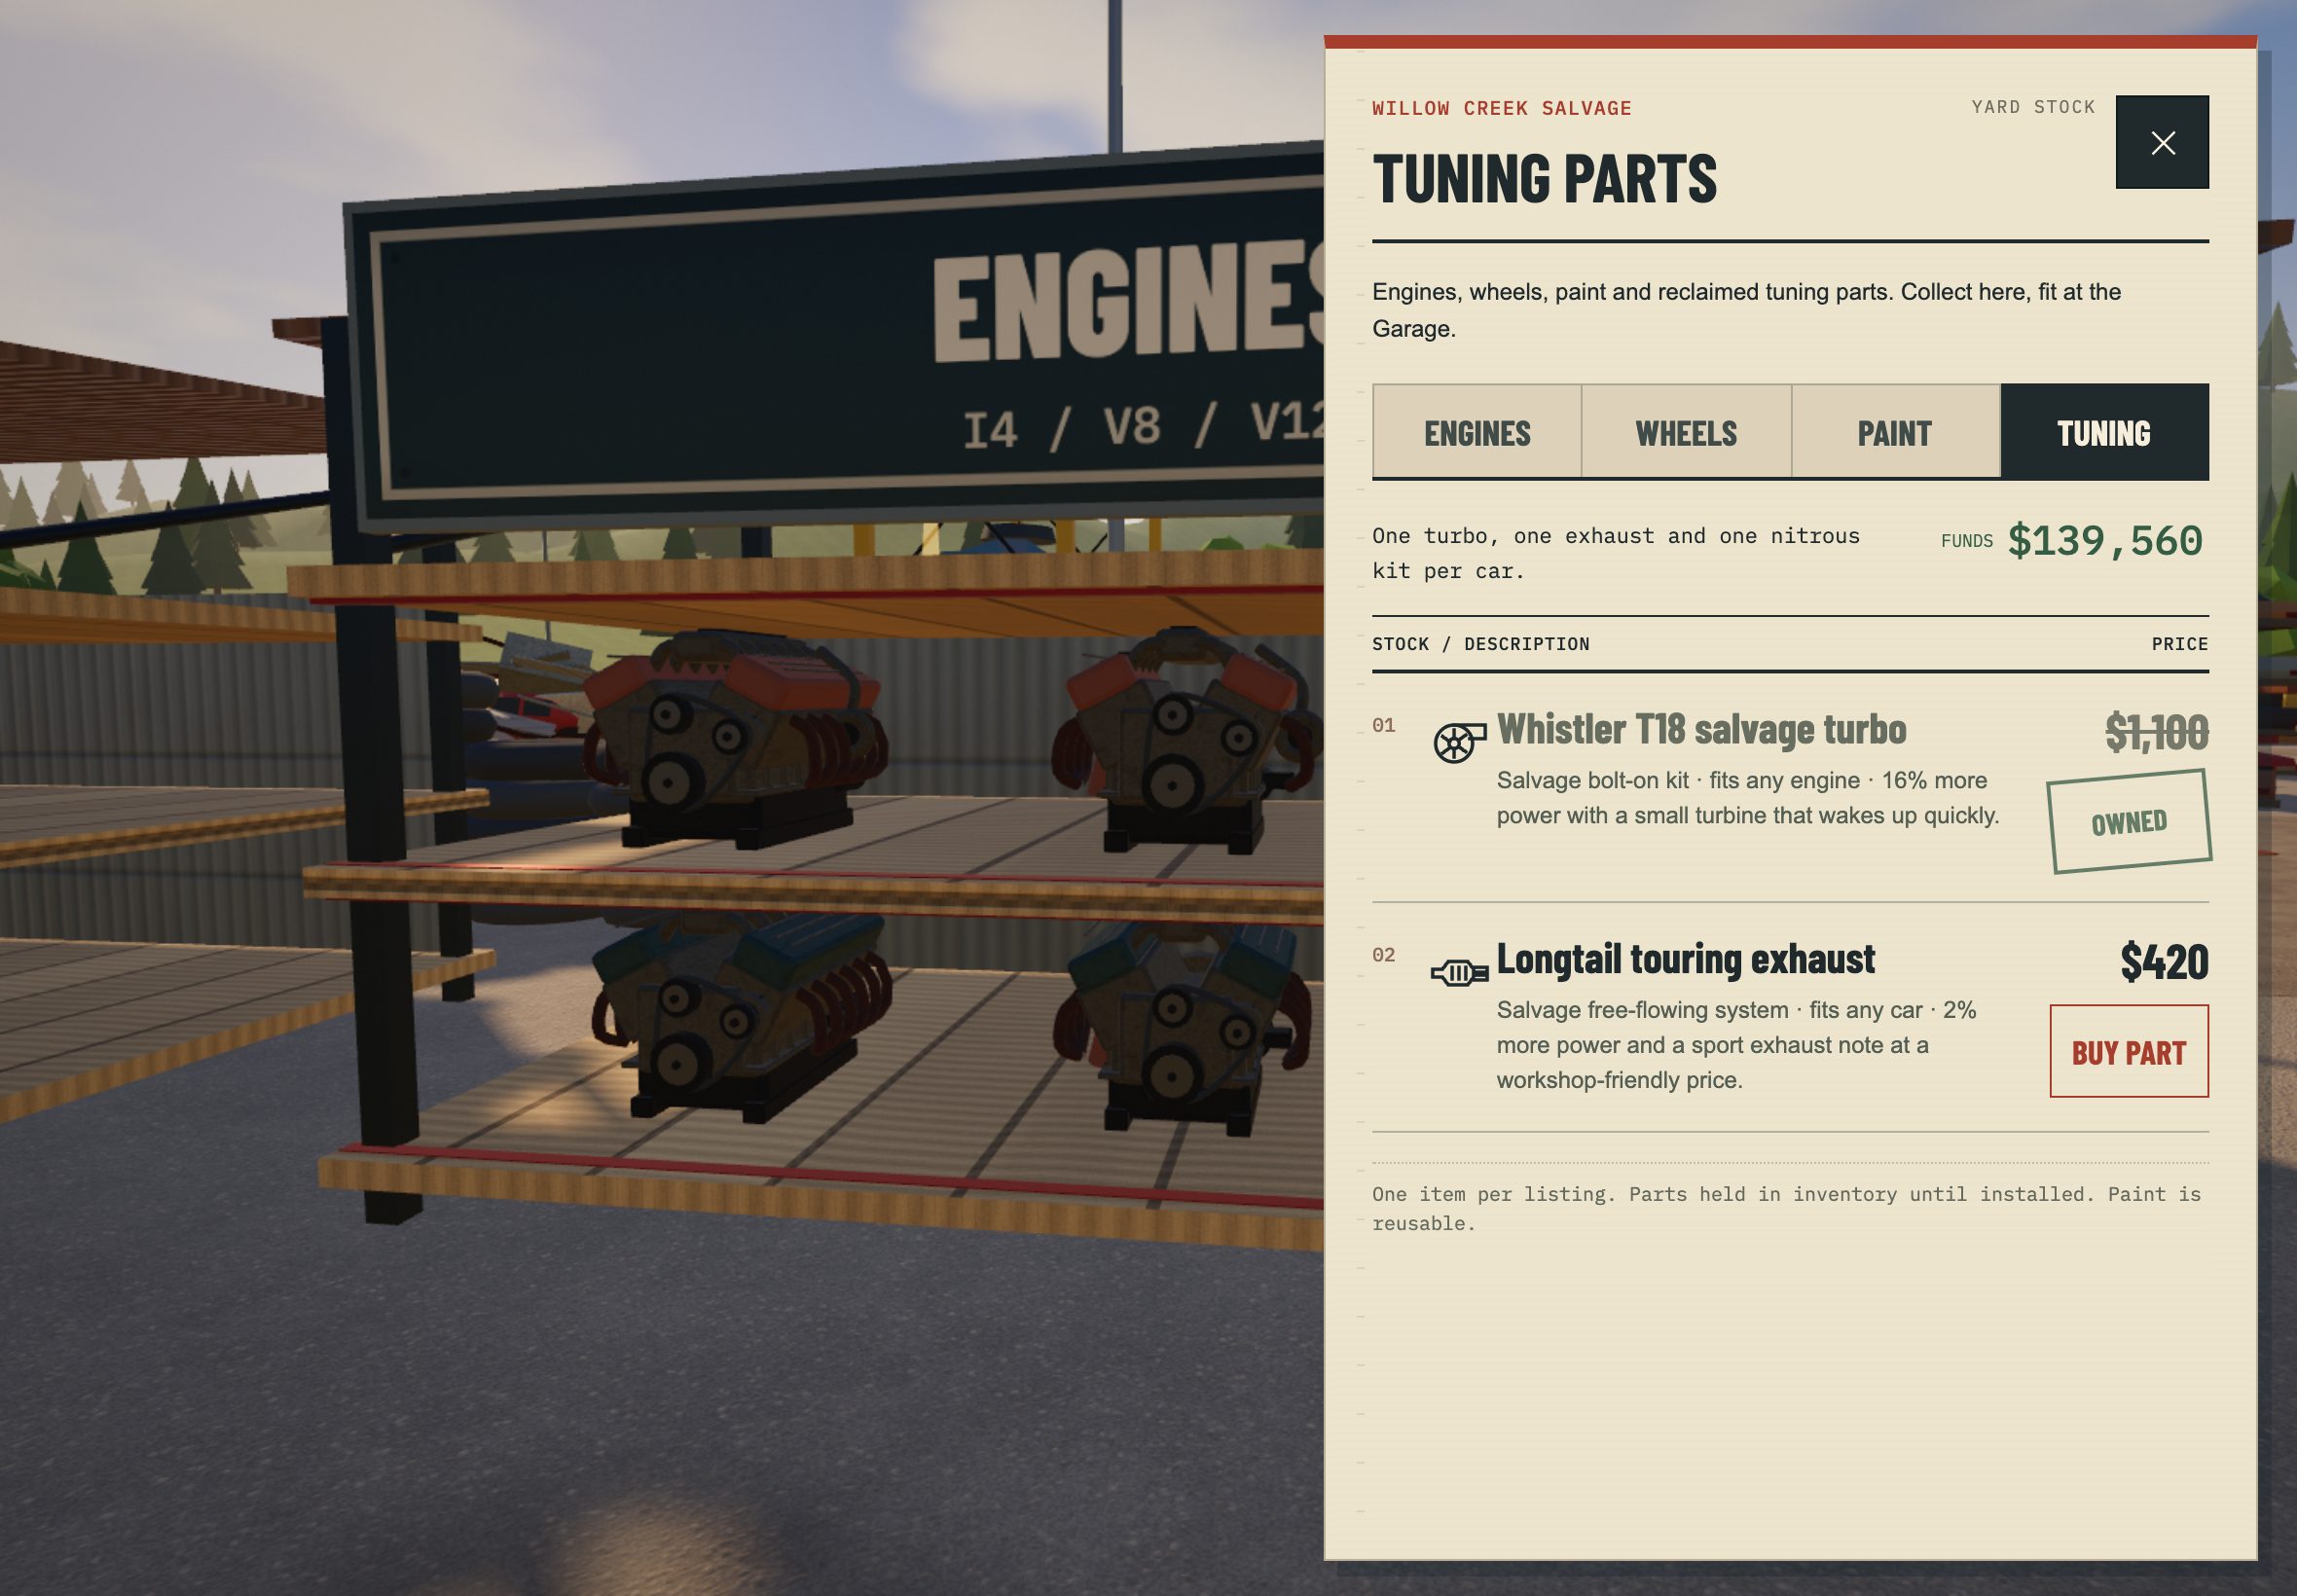 ENGINES
I4 / V8 / V12
WILLOW CREEK SALVAGE
YARD STOCK
TUNING PARTS
Engines, wheels, paint and reclaimed tuning parts. Collect here, fit at the
Garage.
ENGINES
WHEELS
PAINT
TUNING
One turbo, one exhaust and one nitrous
kit per car.
FUNDS $139,560
STOCK / DESCRIPTION
PRICE
01
Whistler T18 salvage turbo
$1,100
Salvage bolt-on kit · fits any engine · 16% more
power with a small turbine that wakes up quickly.
OWNED
02
Longtail touring exhaust
$420
Salvage free-flowing system · fits any car · 2%
more power and a sport exhaust note at a
workshop-friendly price.
BUY PART
One item per listing. Parts held in inventory until installed. Paint is
reusable.